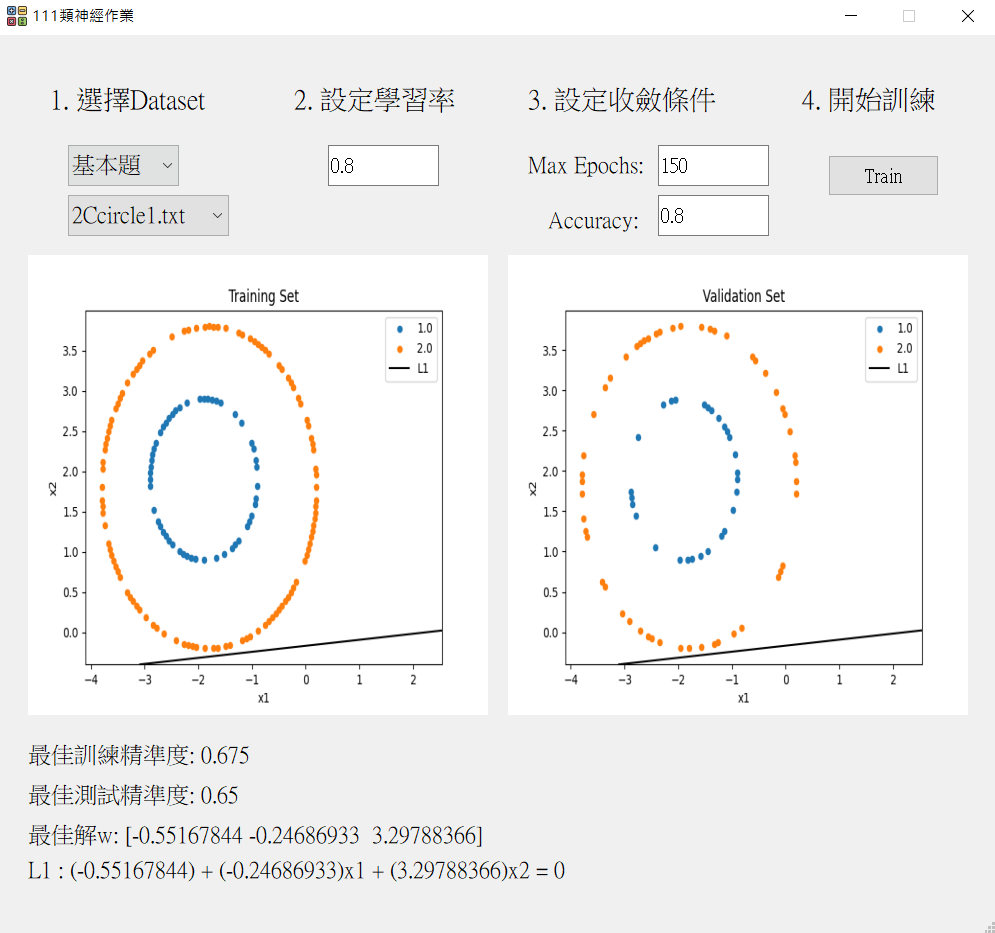 111類神經作業
1. 選擇Dataset
2. 設定學習率
3. 設定收斂條件
4. 開始訓練
基本題
0.8
Max Epochs:
150
Train
2Ccircle1.txt
Accuracy:
0.8
Training Set
1.0
2.0
L1
3.5
3.0
2.5
2.0
1.5
1.0
0.5
0.0
x2
−4 −3 −2 −1 0 1 2
x1
Validation Set
1.0
2.0
L1
3.5
3.0
2.5
2.0
1.5
1.0
0.5
0.0
x2
−4 −3 −2 −1 0 1 2
x1
最佳訓練精準度: 0.675
最佳測試精準度: 0.65
最佳解w: [-0.55167844 -0.24686933  3.29788366]
L1 : (-0.55167844) + (-0.24686933)x1 + (3.29788366)x2 = 0